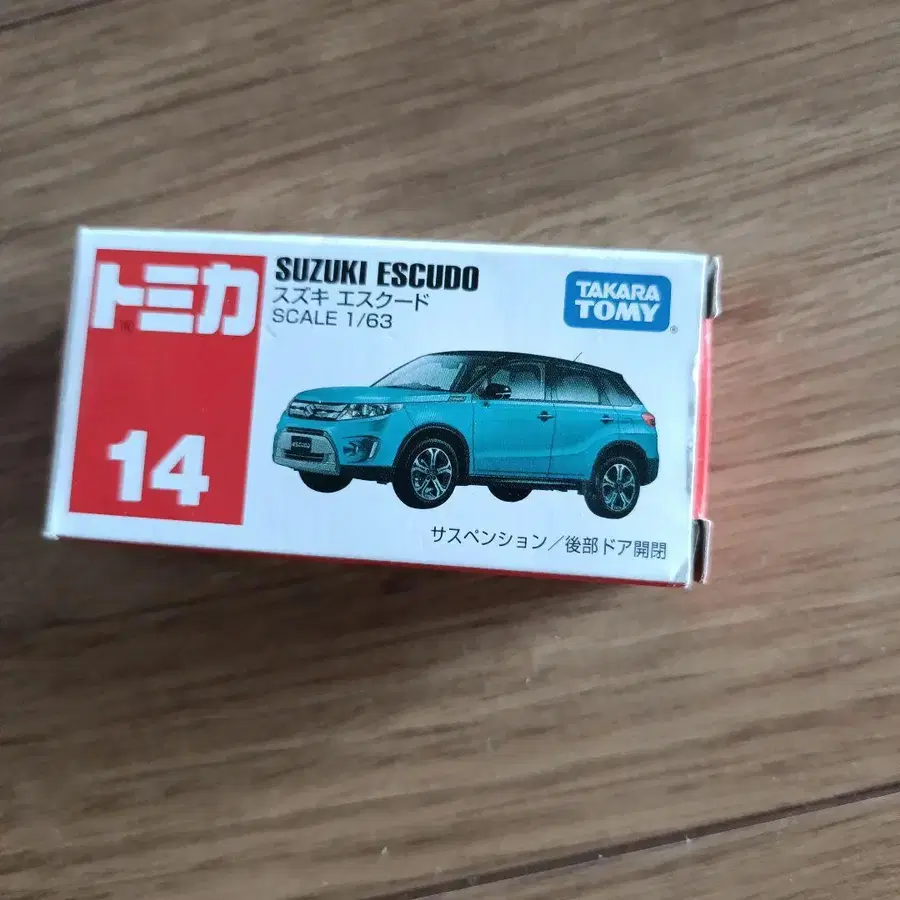 トミカ
14
SUZUKI ESCUDO
スズキ エスクード
SCALE 1/63
TAKARA
TOMY
®
ESCUDO
サスペンション/後部ドア開閉